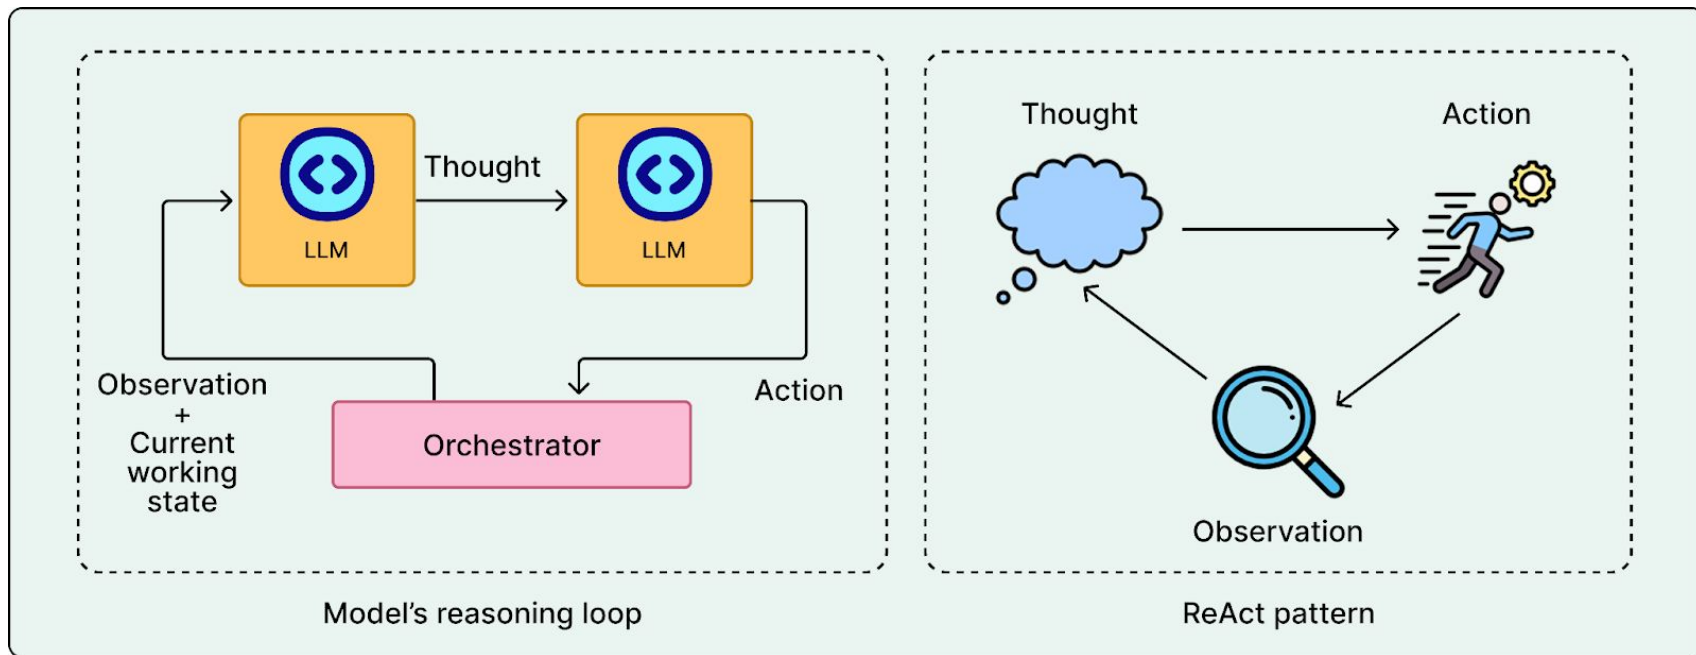 Thought
LLM
LLM
Observation
+
Current
working
state
Action
Orchestrator
Model's reasoning loop
Thought
Action
Observation
ReAct pattern